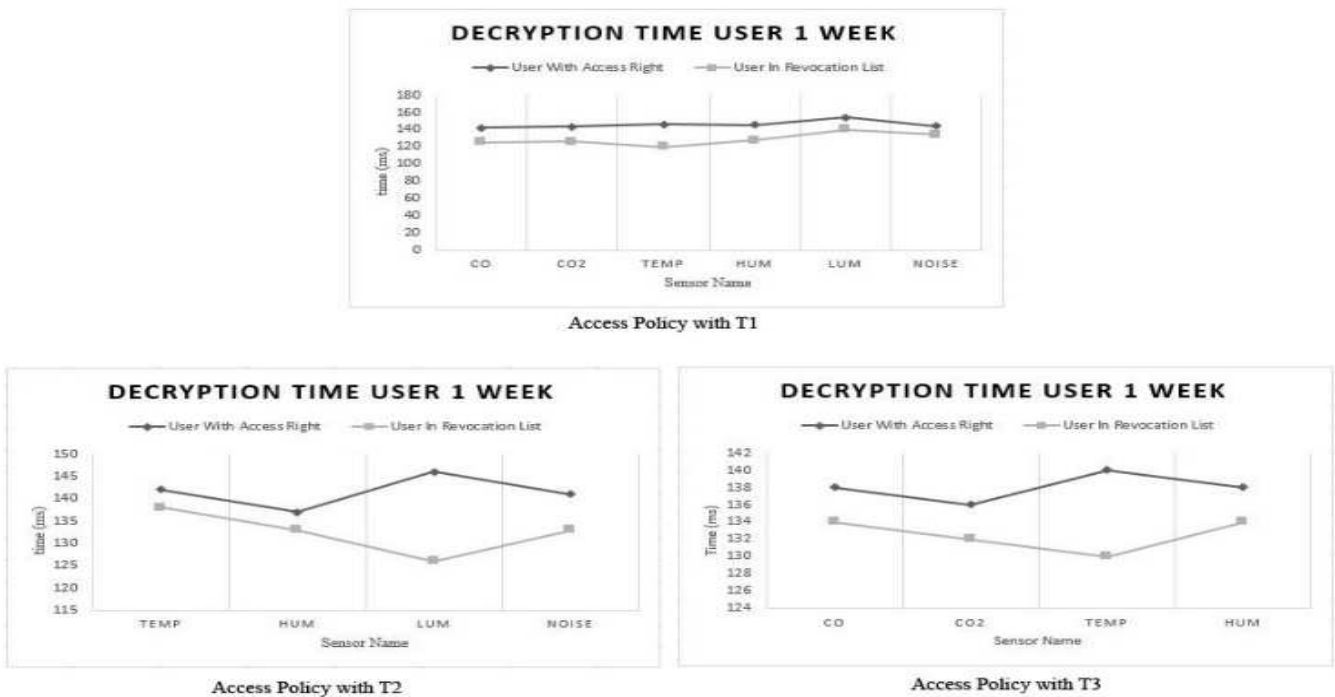 DECRYPTION TIME USER 1 WEEK
User With Access Right User In Revocation List
180
160
140
120
100
80
60
40
20
0
time (ms)
CO CO2 TEMP HUM LUM NOISE
Sensor Name
Access Policy with T1
DECRYPTION TIME USER 1 WEEK
User With Access Right User In Revocation List
150
145
140
135
130
125
120
115
time (ms)
TEMP HUM LUM NOISE
Sensor Name
Access Policy with T2
DECRYPTION TIME USER 1 WEEK
User With Access Right User In Revocation List
142
140
138
136
134
132
130
128
126
124
Time (ms)
CO CO2 TEMP HUM
Sensor Name
Access Policy with T3